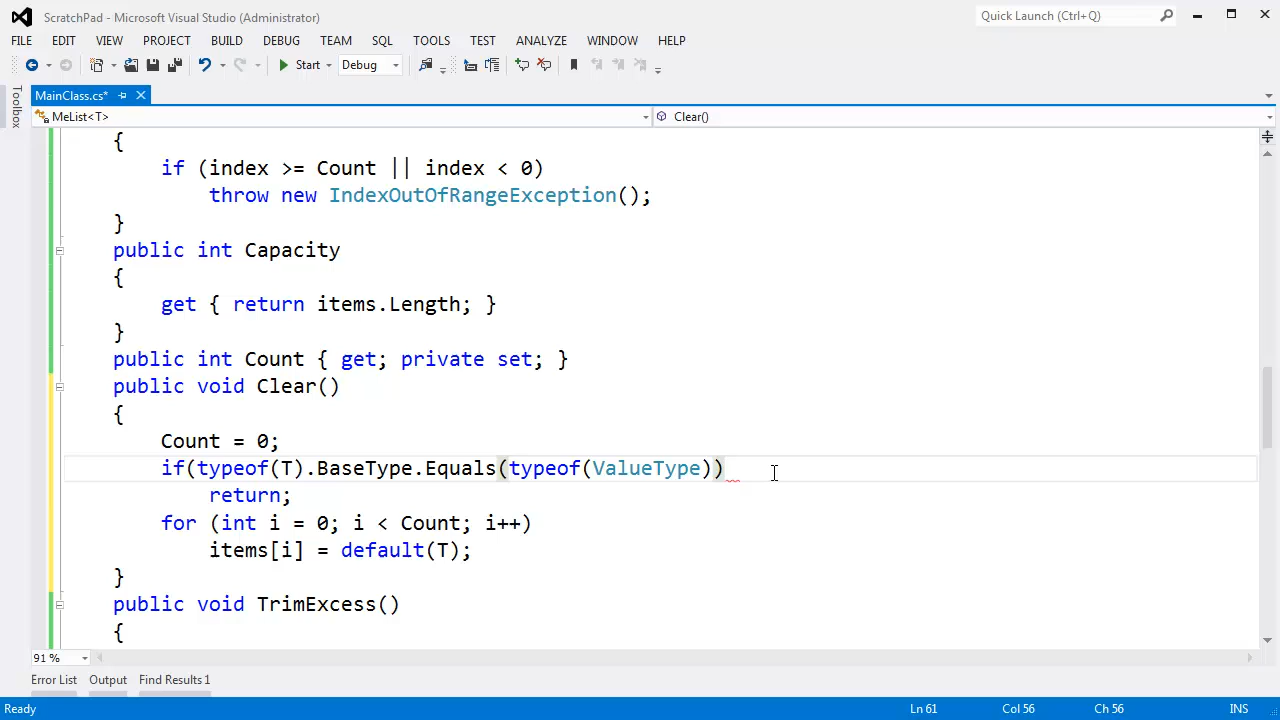 ScratchPad - Microsoft Visual Studio (Administrator)
Quick Launch (Ctrl+Q)
FILE EDIT VIEW PROJECT BUILD DEBUG TEAM SQL TOOLS TEST ANALYZE WINDOW HELP
Start Debug
Toolbox
MainClass.cs*
MeList<T> Clear()
{
if (index >= Count || index < 0)
throw new IndexOutOfRangeException();
}
public int Capacity
{
get { return items.Length; }
}
public int Count { get; private set; }
public void Clear()
{
Count = 0;
if(typeof(T).BaseType.Equals(typeof(ValueType))
return;
for (int i = 0; i < Count; i++)
items[i] = default(T);
}
public void TrimExcess()
{
91 %
Error List Output Find Results 1
Ready Ln 61 Col 56 Ch 56 INS